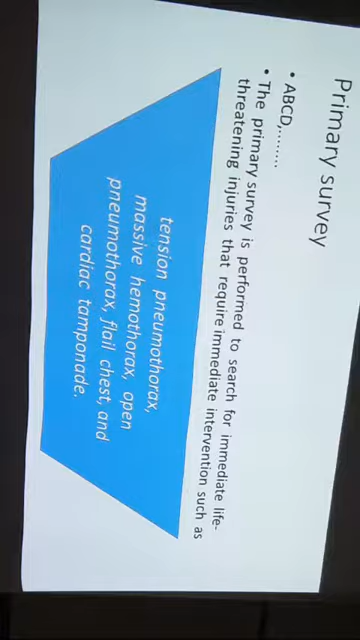 Primary survey
• ABCD,........
• The primary survey is performed to search for immediate life-
threatening injuries that require immediate intervention such as
tension pneumothorax,
massive hemothorax, open
pneumothorax, flail chest, and
cardiac tamponade.